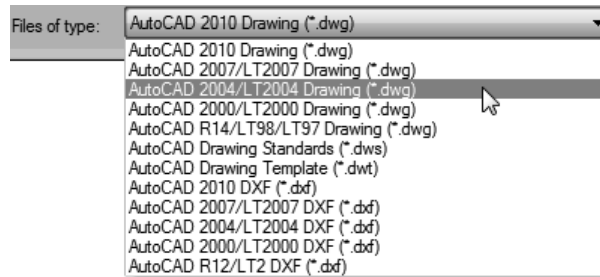 Files of type: AutoCAD 2010 Drawing (*.dwg)
AutoCAD 2010 Drawing (*.dwg)
AutoCAD 2007/LT2007 Drawing (*.dwg)
AutoCAD 2004/LT2004 Drawing (*.dwg)
AutoCAD 2000/LT2000 Drawing (*.dwg)
AutoCAD R14/LT98/LT97 Drawing (*.dwg)
AutoCAD Drawing Standards (*.dws)
AutoCAD Drawing Template (*.dwt)
AutoCAD 2010 DXF (*.dxf)
AutoCAD 2007/LT2007 DXF (*.dxf)
AutoCAD 2004/LT2004 DXF (*.dxf)
AutoCAD 2000/LT2000 DXF (*.dxf)
AutoCAD R12/LT2 DXF (*.dxf)